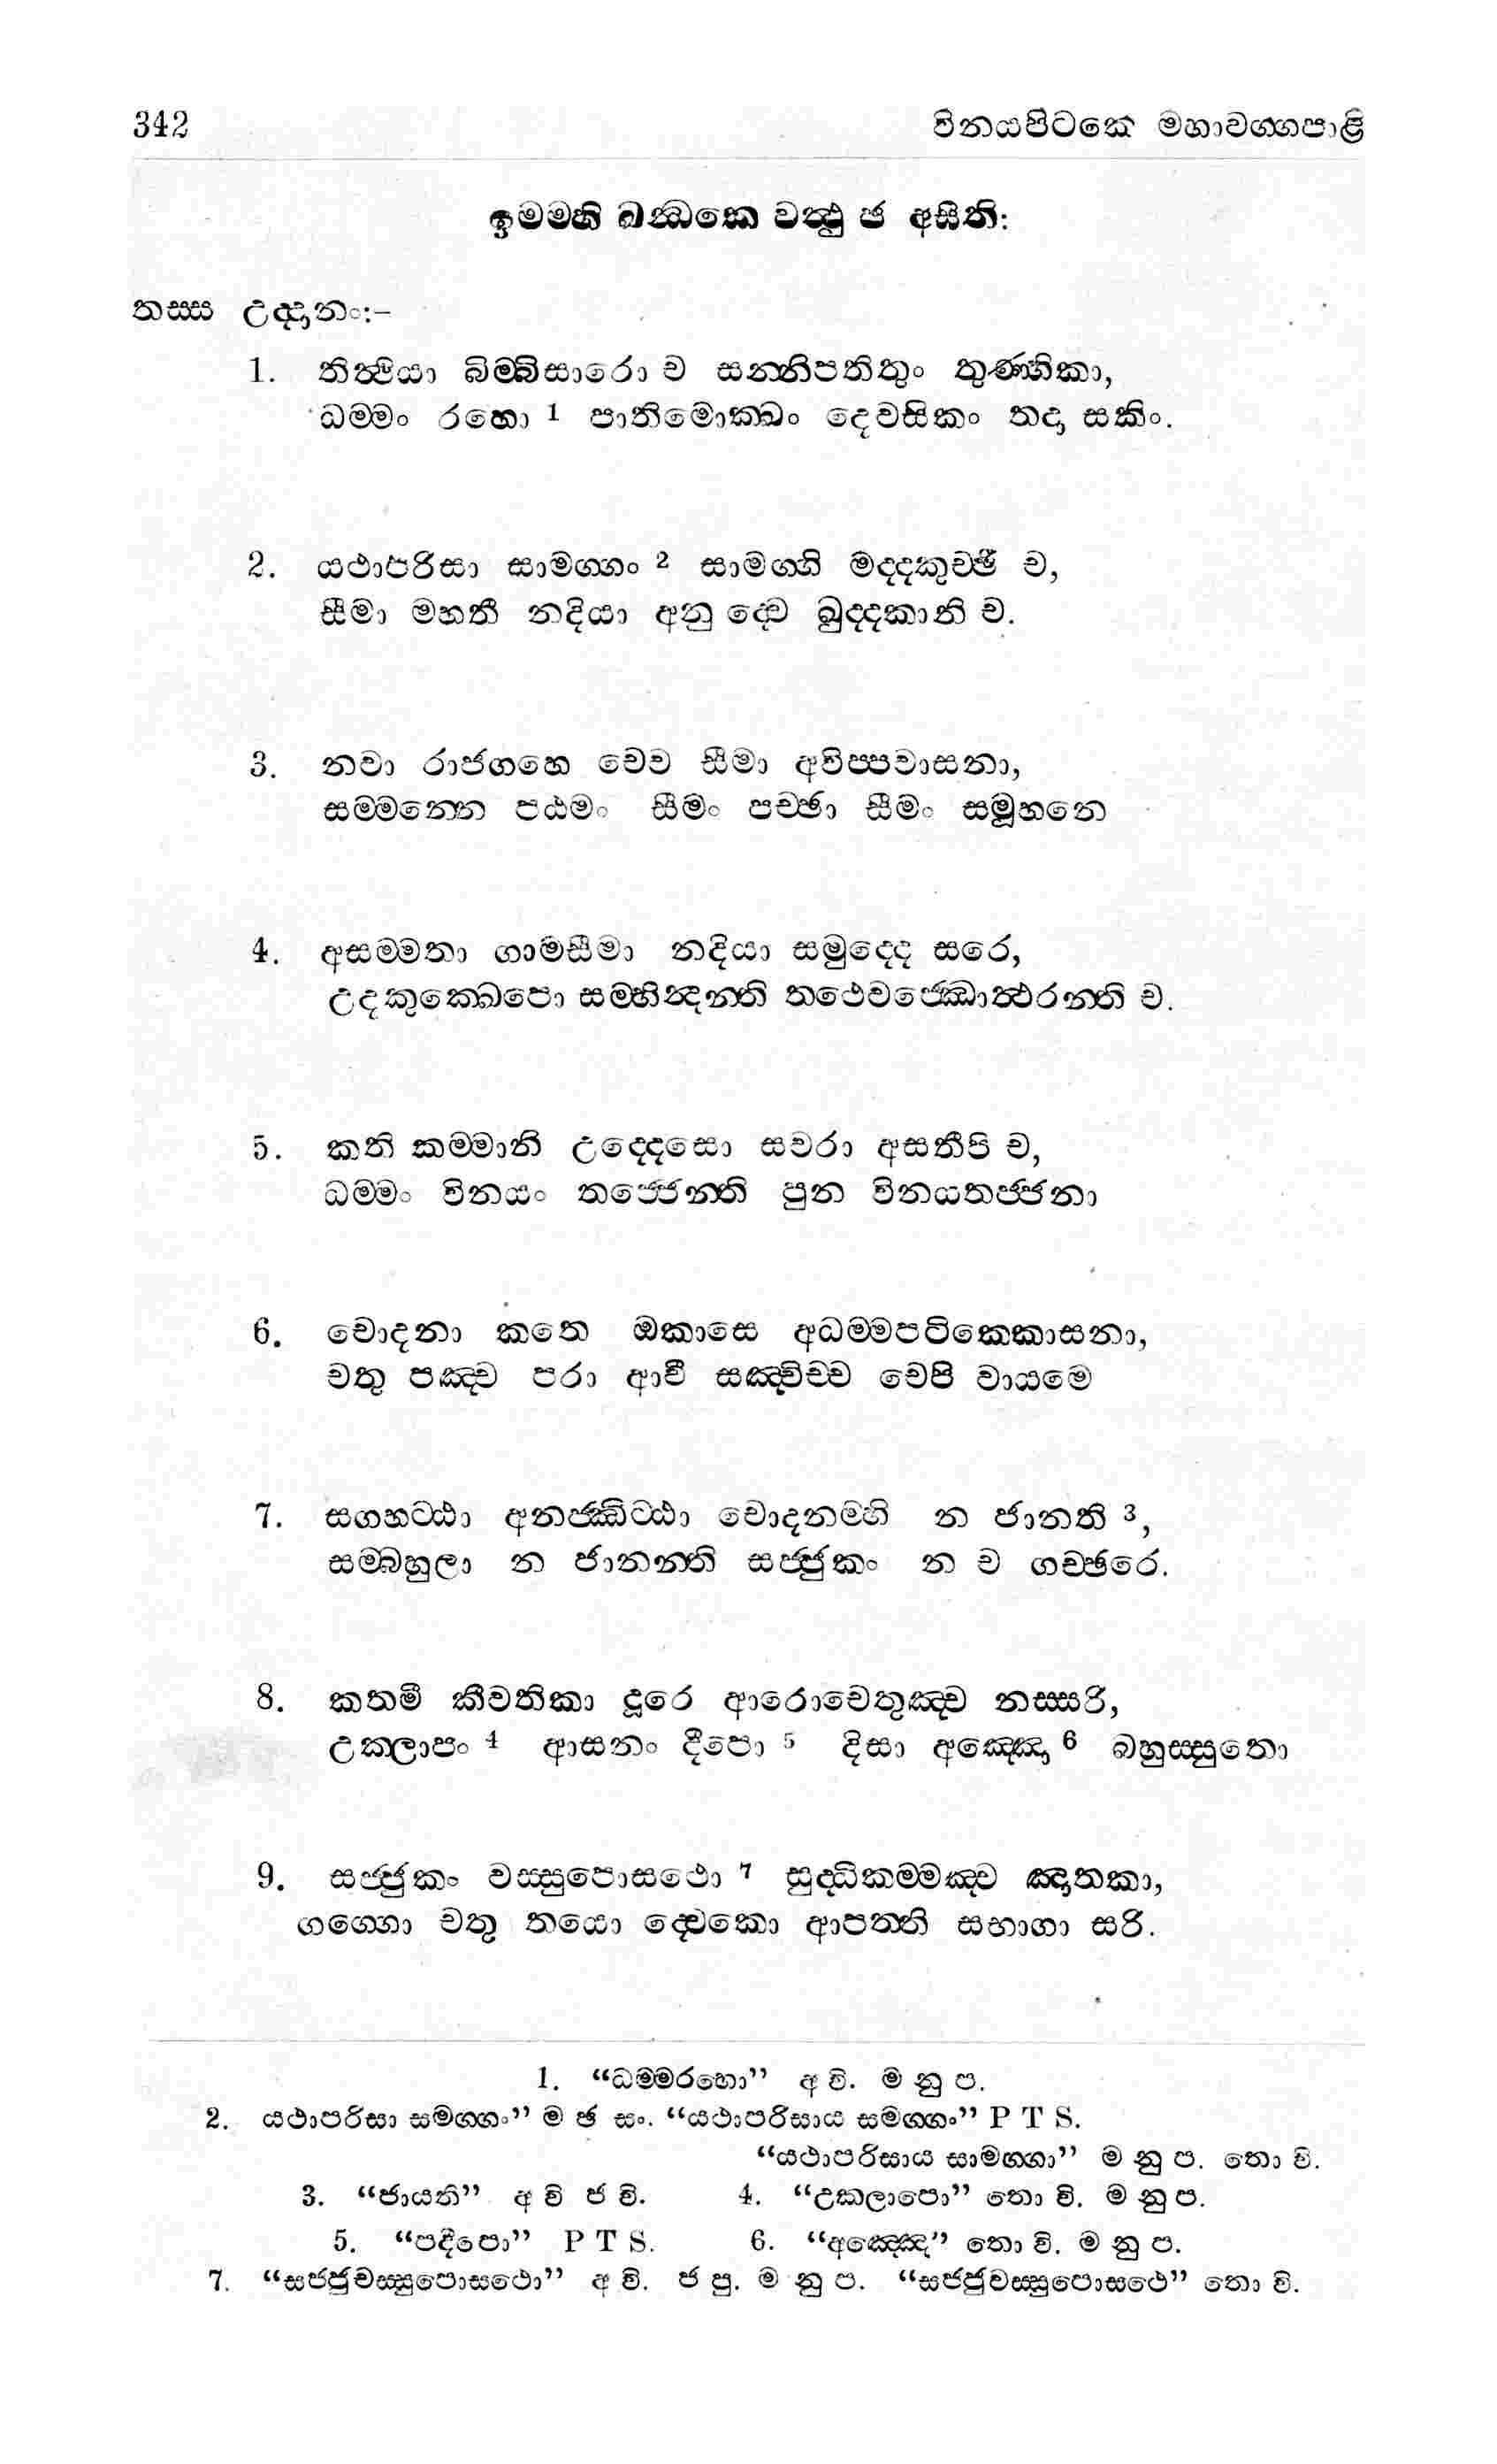 342 විනයපිටකෙ මහාවග්ගපාළි
ඉමම්හි ඛන්ධකෙ වත්ථු ඡ අසීති:
තස්ස උද්දානං:-
1. තිත්ථියා බිම්බිසාරො ච සන්නිපතිතුං තුණ්හිකා,
ධම්මං රහො 1 පාතිමොක්ඛං දෙවසිකං තදා සකිං.
2. යථාපරිසා සාමග්ගං 2 සාමග්ගි මද්දකුච්ඡි ච,
සීමා මහතී නදියා අනු ද්වෙ ඛුද්දකානි ච.
3. නවා රාජගහෙ චෙව සීමා අවිප්පවාසනා,
සම්මන්නෙ පඨමං සීමං පච්ඡා සීමං සමූහනෙ
4. අසම්මතා ගාමසීමා නදියා සමුද්දෙ සරෙ,
උදකුක්ඛෙපො සම්භින්දන්ති තථෙවජ්ඣොත්ථරන්ති ච.
5. කති කම්මානි උද්දෙසො සවරා අසතීපි ච,
ධම්මං විනයං තජ්ජෙන්ති පුන විනයතජ්ජනා
6. චොදනා කතෙ ඔකාසෙ අධම්මපටික්කොසනා,
චතු පඤ්ච පරා ආවී සඤ්චිච්ච චෙපි වායමෙ
7. සගහට්ඨා අනජ්ඣිට්ඨා චොදනම්හි න ජානති 3,
සම්බහුලා න ජානන්ති සජ්ජුකං න ච ගච්ඡරෙ.
8. කතමී කීවතිකා දූරෙ ආරොචෙතුඤ්ච නස්සරි,
උක්ලාපං 4 ආසනං දීපො 5 දිසා අඤ්ඤො 6 බහුස්සුතො
9. සජ්ජුකං වස්සුපොසථො 7 සුද්ධිකම්මඤ්ච ඤාතකා,
ගග්ගො චතු තයො ද්වෙකො ආපත්ති සභාගා සරි.
1. “ධම්මරහො” අ වි. ම නු ප.
2. යථාපරිසා සමග්ගං” ම ඡ සං. “යථාපරිසාය සමග්ගං” P T S.
“යථාපරිසාය සාමග්ගා” ම නු ප. තො වි.
3. “ජායති” අ වි ජ වි. 4. “උක්ලාපො” තො වි. ම නු ප.
5. “පදීපො” P T S. 6. “අඤ්ඤෙ” තො වි. ම නු ප.
7. “සජ්ජුවස්සුපොසථො” අ වි. ජ පු. ම නු ප. “සජ්ජුවස්සුපොසථෙ” තො වි.